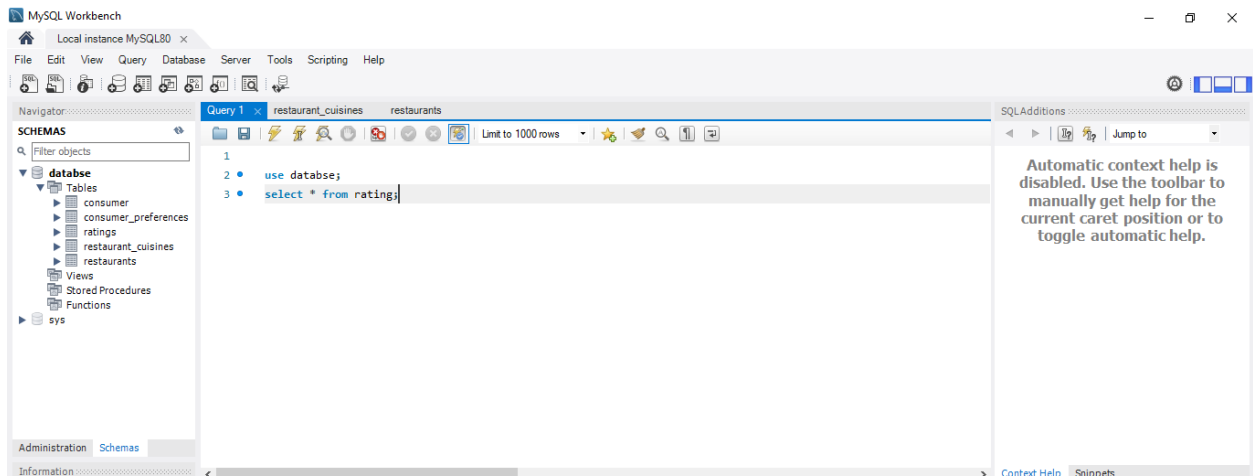 MySQL Workbench
Local instance MySQL80
File Edit View Query Database Server Tools Scripting Help
Navigator
SCHEMAS
Filter objects
databse
Tables
consumer
consumer_preferences
ratings
restaurant_cuisines
restaurants
Views
Stored Procedures
Functions
sys
Administration Schemas
Information
Query 1 restaurant_cuisines restaurants
Limit to 1000 rows
1
2 use databse;
3 select * from rating;
SQLAdditions
Jump to
Automatic context help is
disabled. Use the toolbar to
manually get help for the
current caret position or to
toggle automatic help.
Context Help Snippets